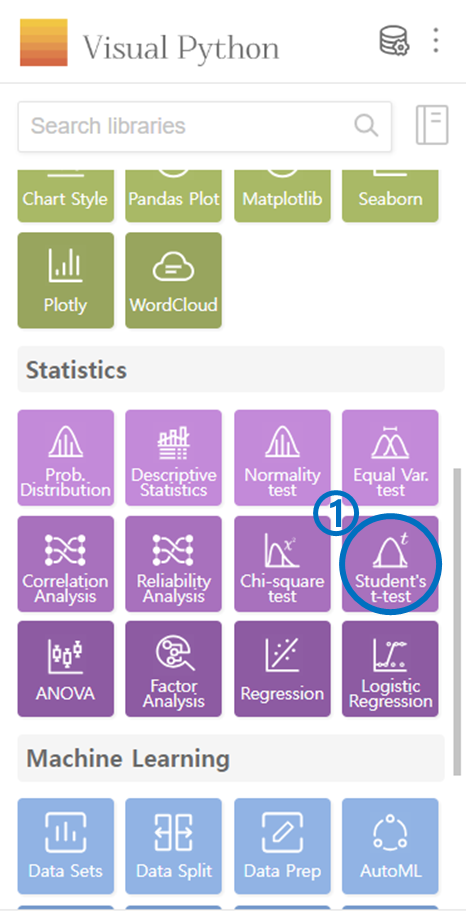 Visual Python
Search libraries
Chart Style
Pandas Plot
Matplotlib
Seaborn
Plotly
WordCloud
Statistics
Prob.
Distribution
Descriptive
Statistics
Normality
test
Equal Var.
test
1
Correlation
Analysis
Reliability
Analysis
x²
Chi-square
test
t
Student's
t-test
ANOVA
Factor
Analysis
Regression
Logistic
Regression
Machine Learning
Data Sets
Data Split
Data Prep
AutoML